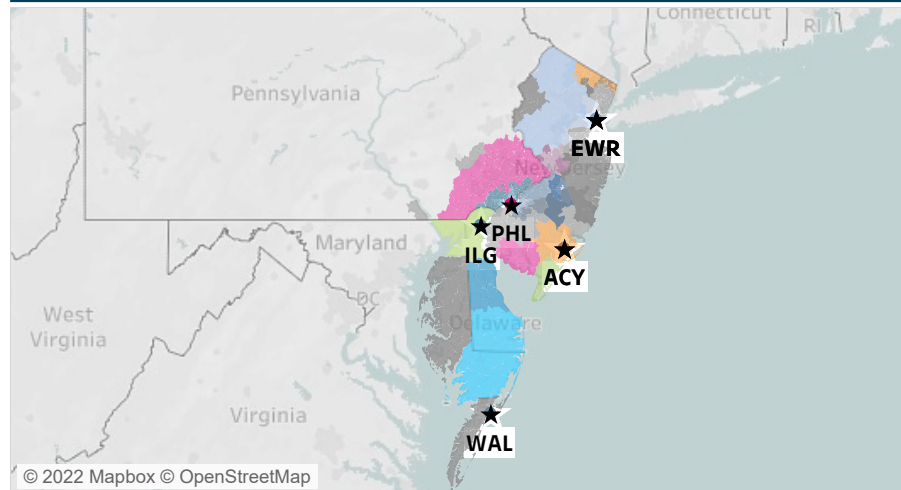 Connecticut
RI
Pennsylvania
EWR
New Jersey
PHL
Maryland
ILG
ACY
DC
West
Virginia
Delaware
Virginia
WAL
© 2022 Mapbox © OpenStreetMap